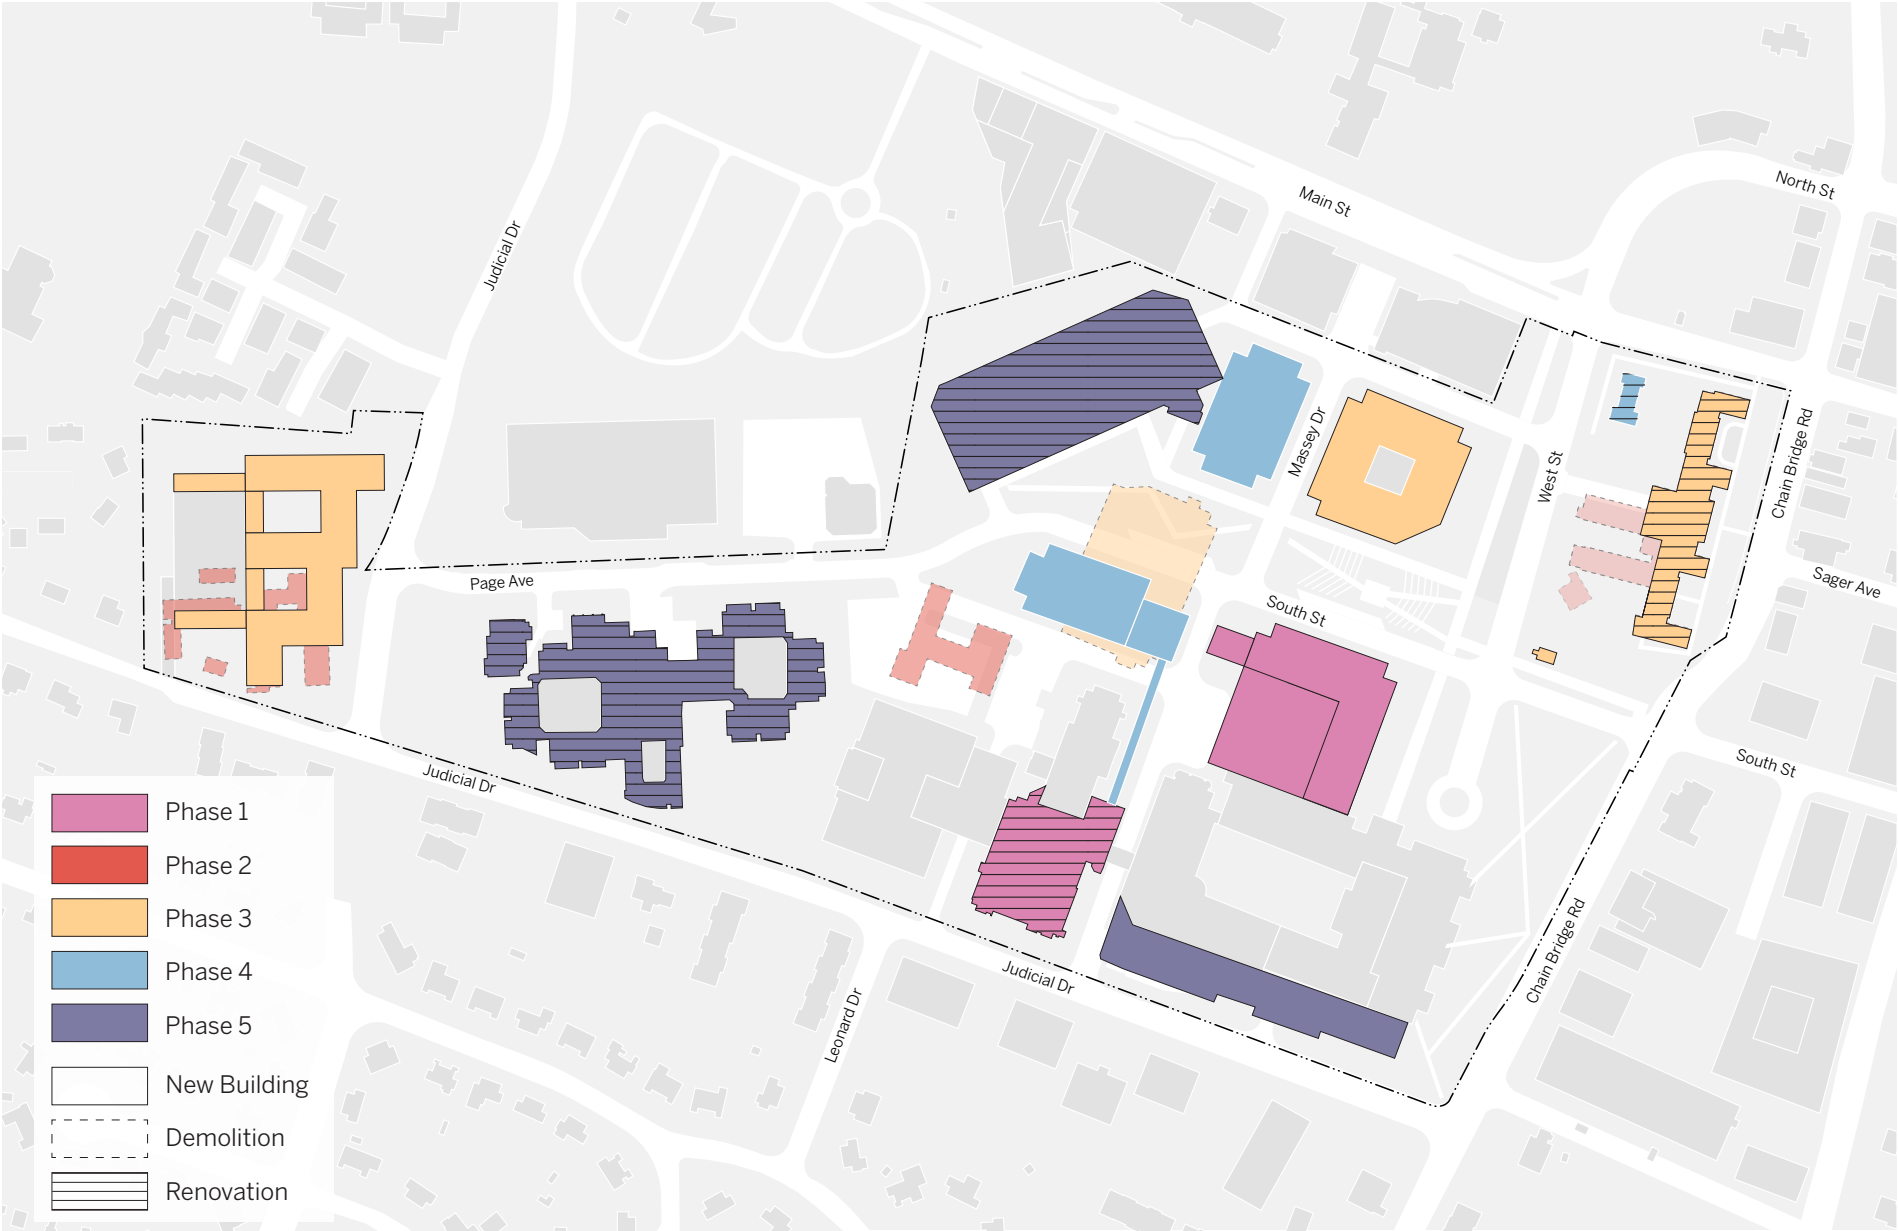 Main St
North St
Judicial Dr
Massey Dr
West St
Chain Bridge Rd
Page Ave
South St
Sager Ave
Judicial Dr
South St
Chain Bridge Rd
Judicial Dr
Leonard Dr
Phase 1
Phase 2
Phase 3
Phase 4
Phase 5
New Building
Demolition
Renovation